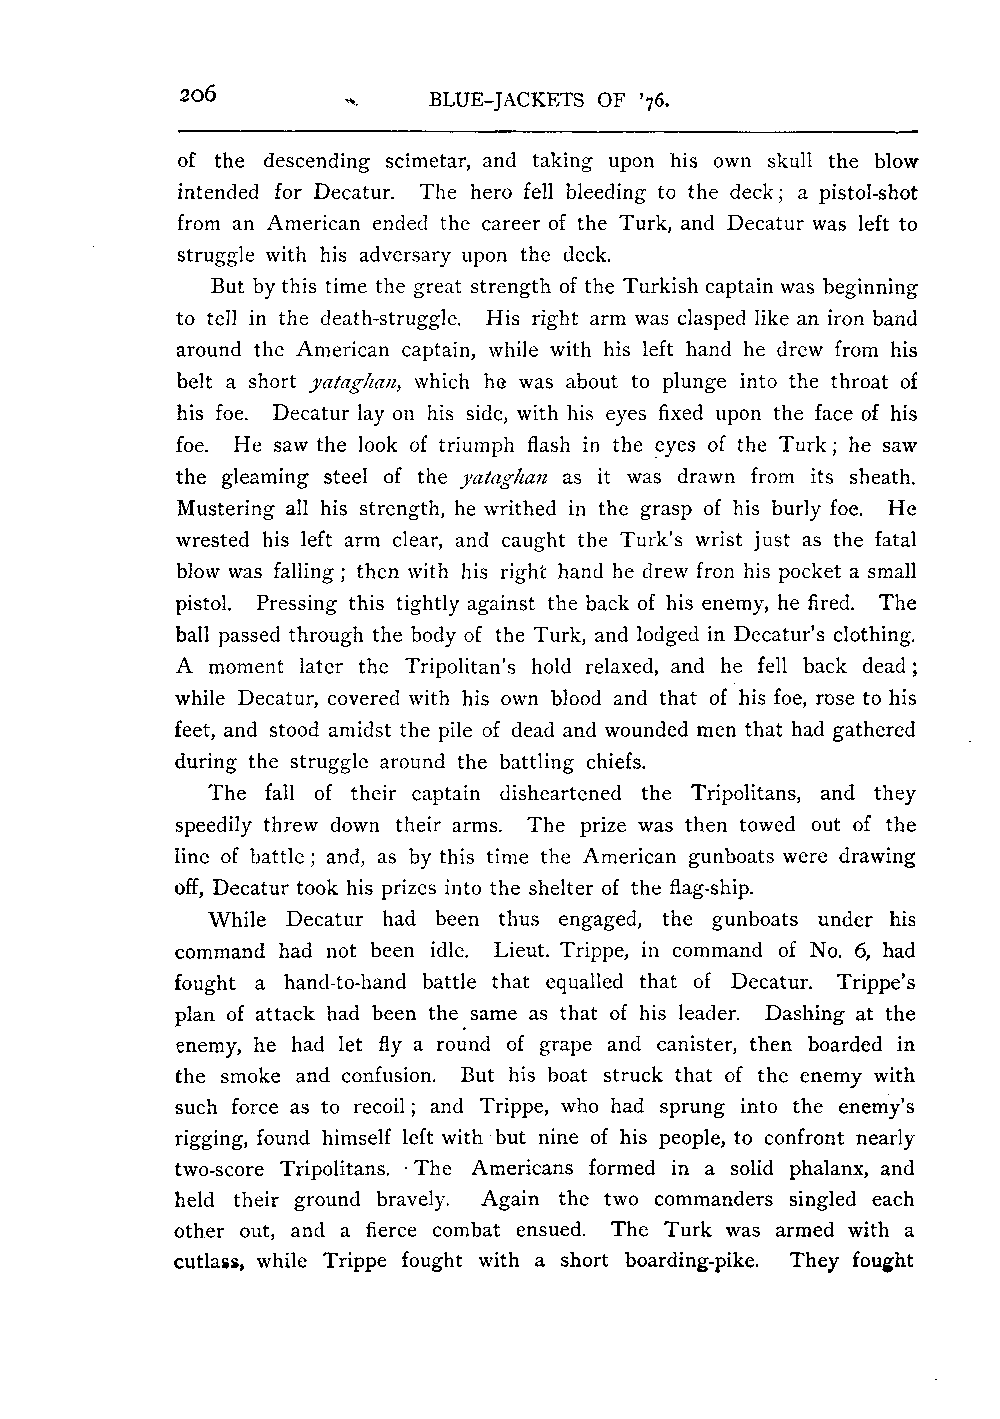 206 BLUE-JACKETS OF '76.
of the descending scimetar, and taking upon his own skull the blow
intended for Decatur. The hero fell bleeding to the deck; a pistol-shot
from an American ended the career of the Turk, and Decatur was left to
struggle with his adversary upon the deck.
But by this time the great strength of the Turkish captain was beginning
to tell in the death-struggle. His right arm was clasped like an iron band
around the American captain, while with his left hand he drew from his
belt a short yataghan, which he was about to plunge into the throat of
his foe. Decatur lay on his side, with his eyes fixed upon the face of his
foe. He saw the look of triumph flash in the eyes of the Turk; he saw
the gleaming steel of the yataghan as it was drawn from its sheath.
Mustering all his strength, he writhed in the grasp of his burly foe. He
wrested his left arm clear, and caught the Turk's wrist just as the fatal
blow was falling; then with his right hand he drew fron his pocket a small
pistol. Pressing this tightly against the back of his enemy, he fired. The
ball passed through the body of the Turk, and lodged in Decatur's clothing.
A moment later the Tripolitan's hold relaxed, and he fell back dead;
while Decatur, covered with his own blood and that of his foe, rose to his
feet, and stood amidst the pile of dead and wounded men that had gathered
during the struggle around the battling chiefs.
The fall of their captain disheartened the Tripolitans, and they
speedily threw down their arms. The prize was then towed out of the
line of battle; and, as by this time the American gunboats were drawing
off, Decatur took his prizes into the shelter of the flag-ship.
While Decatur had been thus engaged, the gunboats under his
command had not been idle. Lieut. Trippe, in command of No. 6, had
fought a hand-to-hand battle that equalled that of Decatur. Trippe's
plan of attack had been the same as that of his leader. Dashing at the
enemy, he had let fly a round of grape and canister, then boarded in
the smoke and confusion. But his boat struck that of the enemy with
such force as to recoil; and Trippe, who had sprung into the enemy's
rigging, found himself left with but nine of his people, to confront nearly
two-score Tripolitans. The Americans formed in a solid phalanx, and
held their ground bravely. Again the two commanders singled each
other out, and a fierce combat ensued. The Turk was armed with a
cutlass, while Trippe fought with a short boarding-pike. They fought